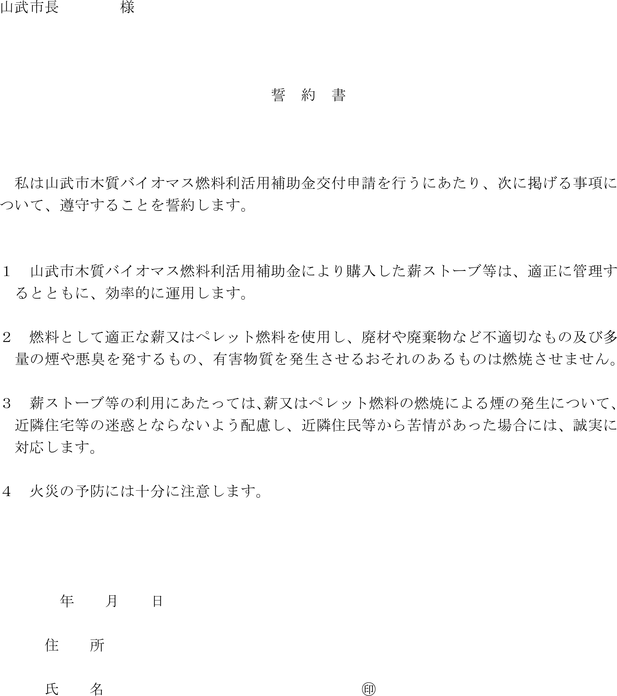 山武市長　　　　様
誓　約　書
私は山武市木質バイオマス燃料利活用補助金交付申請を行うにあたり、次に掲げる事項に
ついて、遵守することを誓約します。
１　山武市木質バイオマス燃料利活用補助金により購入した薪ストーブ等は、適正に管理す
るとともに、効率的に運用します。
２　燃料として適正な薪又はペレット燃料を使用し、廃材や廃棄物など不適切なもの及び多
量の煙や悪臭を発するもの、有害物質を発生させるおそれのあるものは燃焼させません。
３　薪ストーブ等の利用にあたっては、薪又はペレット燃料の燃焼による煙の発生について、
近隣住宅等の迷惑とならないよう配慮し、近隣住民等から苦情があった場合には、誠実に
対応します。
４　火災の予防には十分に注意します。
年　　月　　日
住　　所
氏　　名　　　　　　　　　　　　　　　　　㊞